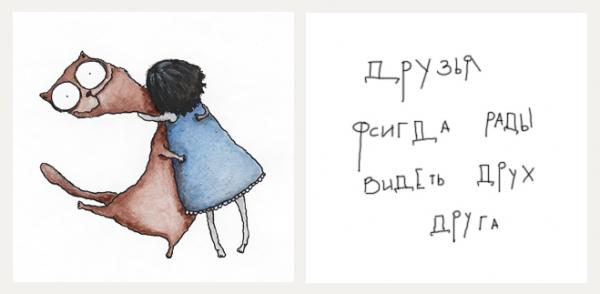 друзья
фсигда рады
видеть друх
друга